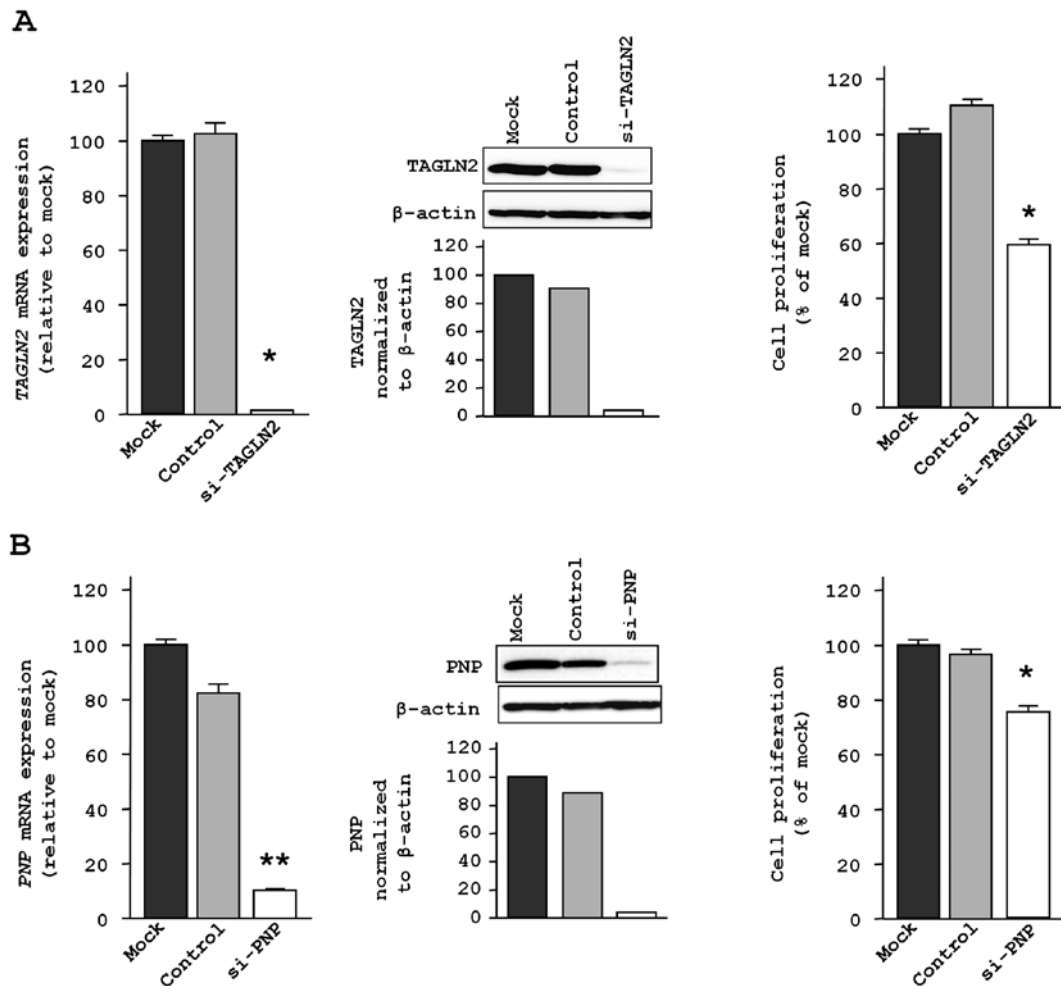 A
TAGLN2 mRNA expression
(relative to mock)
120
100
80
60
40
20
0
*
Mock
Control
si-TAGLN2
Mock
Control
si-TAGLN2
TAGLN2
β-actin
TAGLN2
normalized
to β-actin
120
100
80
60
40
20
0
Cell proliferation
(% of mock)
120
100
80
60
40
20
0
*
Mock
Control
si-TAGLN2
B
PNP mRNA expression
(relative to mock)
120
100
80
60
40
20
0
**
Mock
Control
si-PNP
Mock
Control
si-PNP
PNP
β-actin
PNP
normalized
to β-actin
120
100
80
60
40
20
0
Cell proliferation
(% of mock)
120
100
80
60
40
20
0
*
Mock
Control
si-PNP